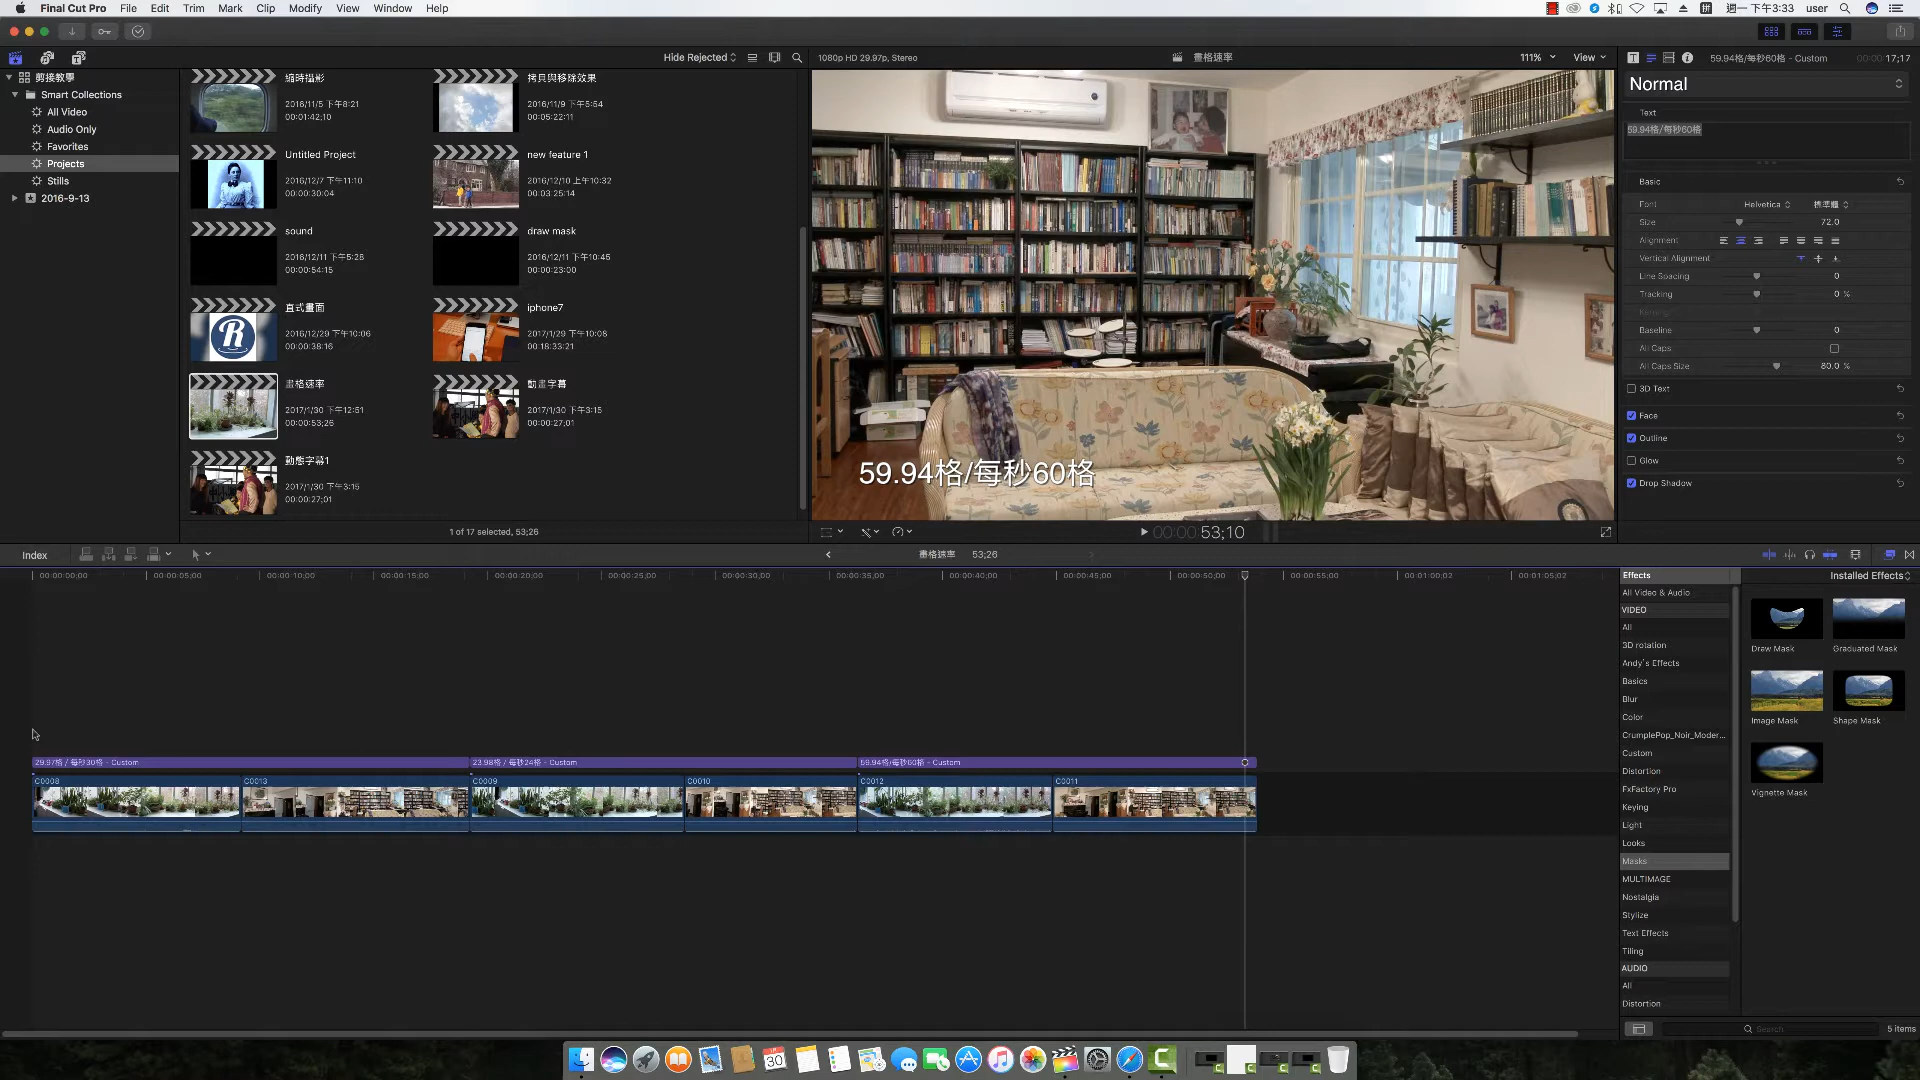 Final Cut Pro File Edit Trim Mark Clip Modify View Window Help
週一 下午3:33 user
Hide Rejected
1080p HD 29.97p, Stereo
畫格速率
111% View
59.94格/每秒60格 - Custom
17;17
剪接教學
Smart Collections
All Video
Audio Only
Favorites
Projects
Stills
2016-9-13
縮時攝影
2016/11/5 下午8:21
00:01:42;10
拷貝與移除效果
2016/11/9 下午5:54
00:05:22:11
Untitled Project
2016/12/7 下午11:10
00:00:30:04
new feature 1
2016/12/10 上午10:32
00:03:25:14
sound
2016/12/11 下午5:28
00:00:54:15
draw mask
2016/12/11 下午10:45
00:00:23:00
直式畫面
2016/12/29 下午10:06
00:00:38:16
iphone7
2017/1/29 下午10:08
00:18:33:21
畫格速率
2017/1/30 下午12:51
00:00:53;26
動畫字幕
2017/1/30 下午3:15
00:00:27;01
動態字幕1
2017/1/30 下午3:15
00:00:27;01
1 of 17 selected, 53;26
59.94格/每秒60格
53;10
Normal
Text
59.94格/每秒60格
Basic
Font Helvetica 標準體
Size 72.0
Alignment
Vertical Alignment
Line Spacing 0
Tracking 0 %
Baseline 0
All Caps
All Caps Size 80.0 %
3D Text
Face
Outline
Glow
Drop Shadow
Index
畫格速率 53;26
00:00:00;00 00:00:05;00 00:00:10;00 00:00:15;00 00:00:20;00 00:00:25;00 00:00:30;00 00:00:35;00 00:00:40;00 00:00:45;00 00:00:50;00 00:00:55;00 00:01:00;02 00:01:05;02
29.97格 / 每秒30格 - Custom
23.98格 / 每秒24格 - Custom
59.94格/每秒60格 - Custom
C0008 C0013 C0009 C0010 C0012 C0011
Effects
Installed Effects
All Video & Audio
VIDEO
All
3D rotation
Andy's Effects
Basics
Blur
Color
CrumplePop_Noir_Moder...
Custom
Distortion
FxFactory Pro
Keying
Light
Looks
Masks
MULTIMAGE
Nostalgia
Stylize
Text Effects
Tiling
AUDIO
All
Distortion
Draw Mask
Graduated Mask
Image Mask
Shape Mask
Vignette Mask
Search
5 items
30